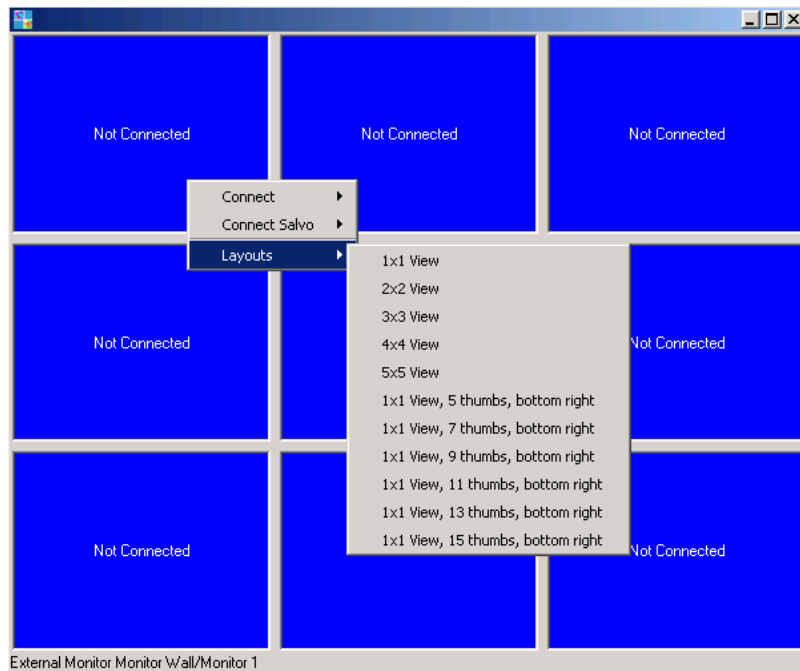 Not Connected
Not Connected
Not Connected
Connect
Connect Salvo
Layouts
1x1 View
2x2 View
3x3 View
4x4 View
5x5 View
1x1 View, 5 thumbs, bottom right
1x1 View, 7 thumbs, bottom right
1x1 View, 9 thumbs, bottom right
1x1 View, 11 thumbs, bottom right
1x1 View, 13 thumbs, bottom right
1x1 View, 15 thumbs, bottom right
Not Connected
Not Connected
Not Connected
Not Connected
External Monitor Monitor Wall/Monitor 1